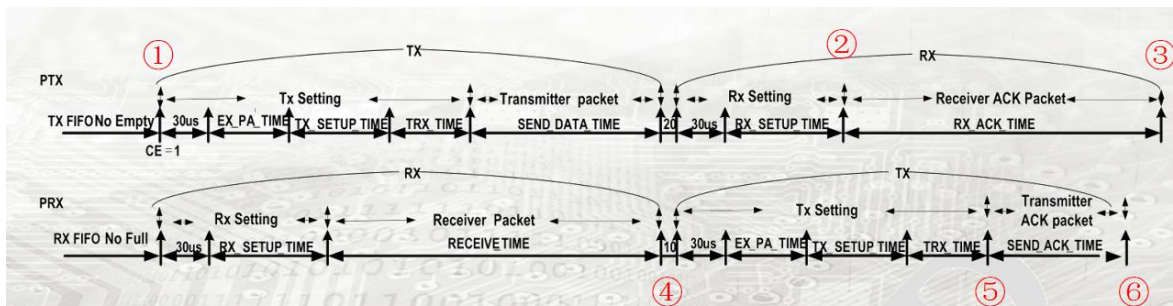 ① TX ② RX ③
PTX
Tx Setting Transmitter packet Rx Setting Receiver ACK Packet
TX FIFO No Empty 30us EX_PA_TIME TX_SETUP_TIME TRX_TIME SEND_DATA_TIME 20 30us RX_SETUP_TIME RX_ACK_TIME
CE = 1
RX TX
PRX
Rx Setting Receiver Packet Tx Setting Transmitter ACK packet
RX FIFO No Full 30us RX_SETUP TIME RECEIVE TIME 10 30us EX_PA_TIME TX_SETUP_TIME TRX_TIME SEND_ACK_TIME
④ ⑤ ⑥